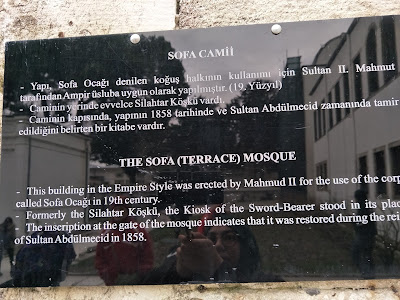 SOFA CAMİİ
- Yapı, Sofa Ocağı denilen koğuş halkının kullanımı için Sultan II. Mahmut
tarafından Ampir üsluba uygun olarak yapılmıştır. (19. Yüzyıl)
- Caminin yerinde evvelce Silahtar Köşkü vardı.
- Caminin kapısında, yapının 1858 tarihinde ve Sultan Abdülmecid zamanında tamir
edildiğini belirten bir kitabe vardır.
THE SOFA (TERRACE) MOSQUE
- This building in the Empire Style was erected by Mahmud II for the use of the corp
called Sofa Ocağı in 19th century.
- Formerly the Silahtar Köşkü, the Kiosk of the Sword-Bearer stood in its plac
- The inscription at the gate of the mosque indicates that it was restored during the rei
of Sultan Abdülmecid in 1858.